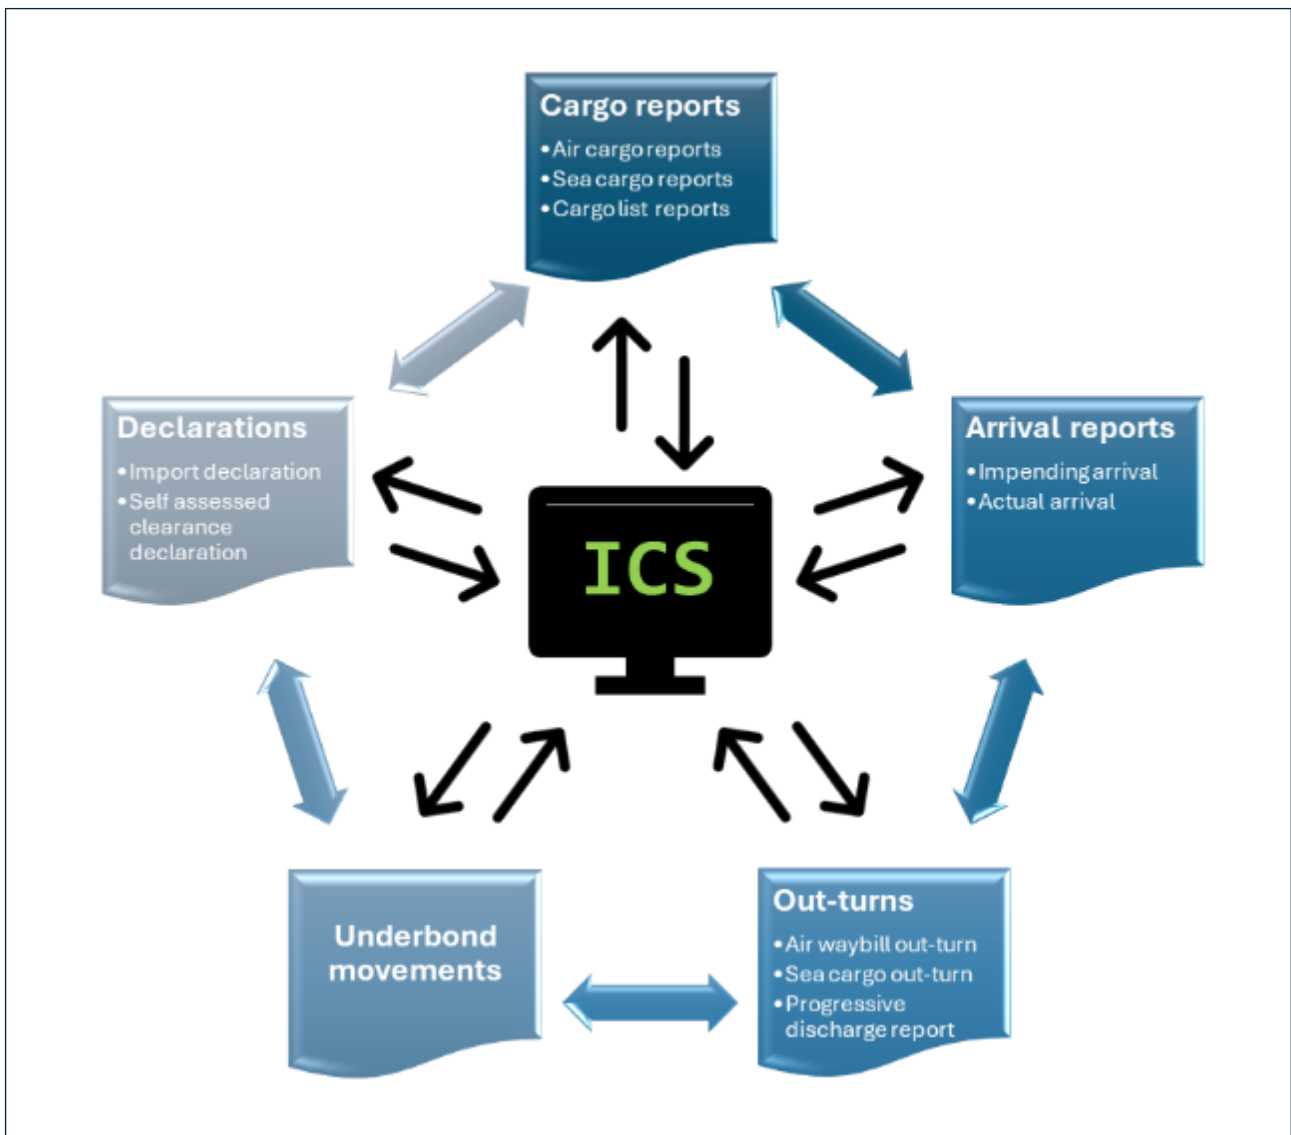 Cargo reports
•Air cargo reports
•Sea cargo reports
•Cargo list reports
Declarations
•Import declaration
•Self assessed
clearance
declaration
Arrival reports
•Impending arrival
•Actual arrival
ICS
Underbond
movements
Out-turns
•Air waybill out-turn
•Sea cargo out-turn
•Progressive
discharge report